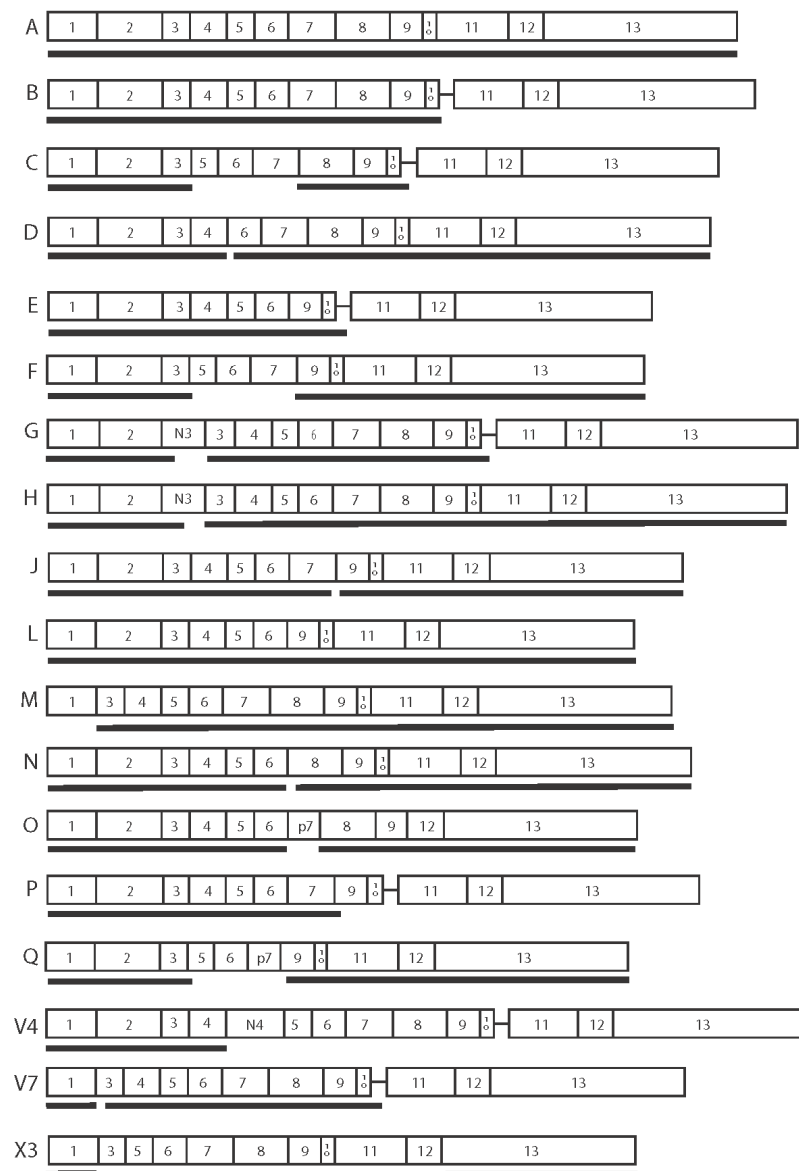 A 1 2 3 4 5 6 7 8 9 10 11 12 13
B 1 2 3 4 5 6 7 8 9 10 11 12 13
C 1 2 3 5 6 7 8 9 10 11 12 13
D 1 2 3 4 6 7 8 9 10 11 12 13
E 1 2 3 4 5 6 9 10 11 12 13
F 1 2 3 5 6 7 9 10 11 12 13
G 1 2 N3 3 4 5 6 7 8 9 10 11 12 13
H 1 2 N3 3 4 5 6 7 8 9 10 11 12 13
J 1 2 3 4 5 6 7 9 10 11 12 13
L 1 2 3 4 5 6 9 10 11 12 13
M 1 3 4 5 6 7 8 9 10 11 12 13
N 1 2 3 4 5 6 8 9 10 11 12 13
O 1 2 3 4 5 6 p7 8 9 12 13
P 1 2 3 4 5 6 7 9 10 11 12 13
Q 1 2 3 5 6 p7 9 10 11 12 13
V4 1 2 3 4 N4 5 6 7 8 9 10 11 12 13
V7 1 3 4 5 6 7 8 9 10 11 12 13
X3 1 3 5 6 7 8 9 10 11 12 13